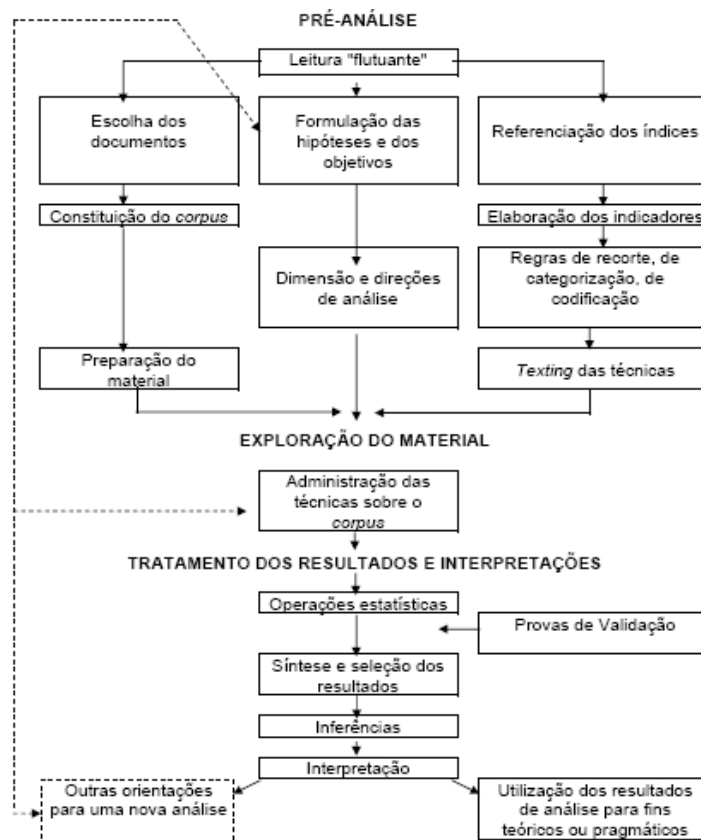 PRÉ-ANÁLISE
Leitura "flutuante"
Escolha dos
documentos
Formulação das
hipóteses e dos
objetivos
Referenciação dos índices
Constituição do corpus
Elaboração dos indicadores
Dimensão e direções
de análise
Regras de recorte, de
categorização, de
codificação
Preparação do
material
Texting das técnicas
EXPLORAÇÃO DO MATERIAL
Administração das
técnicas sobre o
corpus
TRATAMENTO DOS RESULTADOS E INTERPRETAÇÕES
Operações estatísticas
Provas de Validação
Síntese e seleção dos
resultados
Inferências
Interpretação
Outras orientações
para uma nova análise
Utilização dos resultados
de análise para fins
teóricos ou pragmáticos